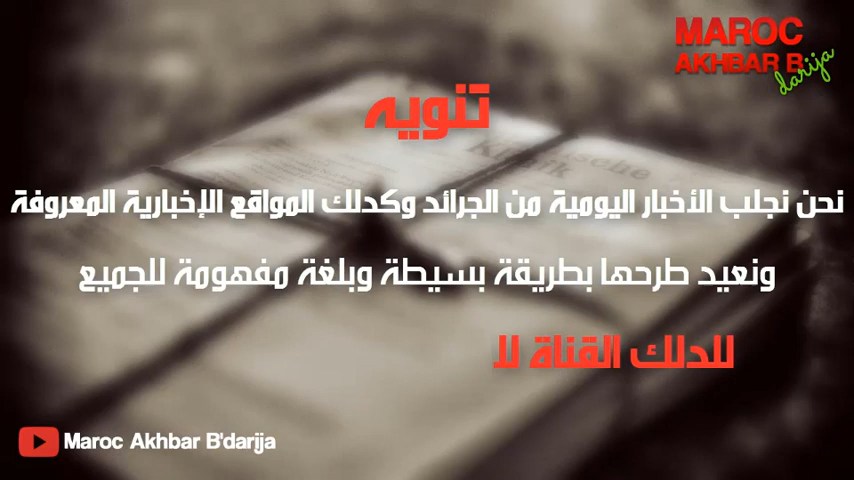 MAROC
AKHBAR B
darija
تنويه
نحن نجلب الأخبار اليومية من الجرائد وكدلك المواقع الإخبارية المعروفة
ونعيد طرحها بطريقة بسيطة وبلغة مفهومة للجميع
للدلك القناة لا
Maroc Akhbar B'darija